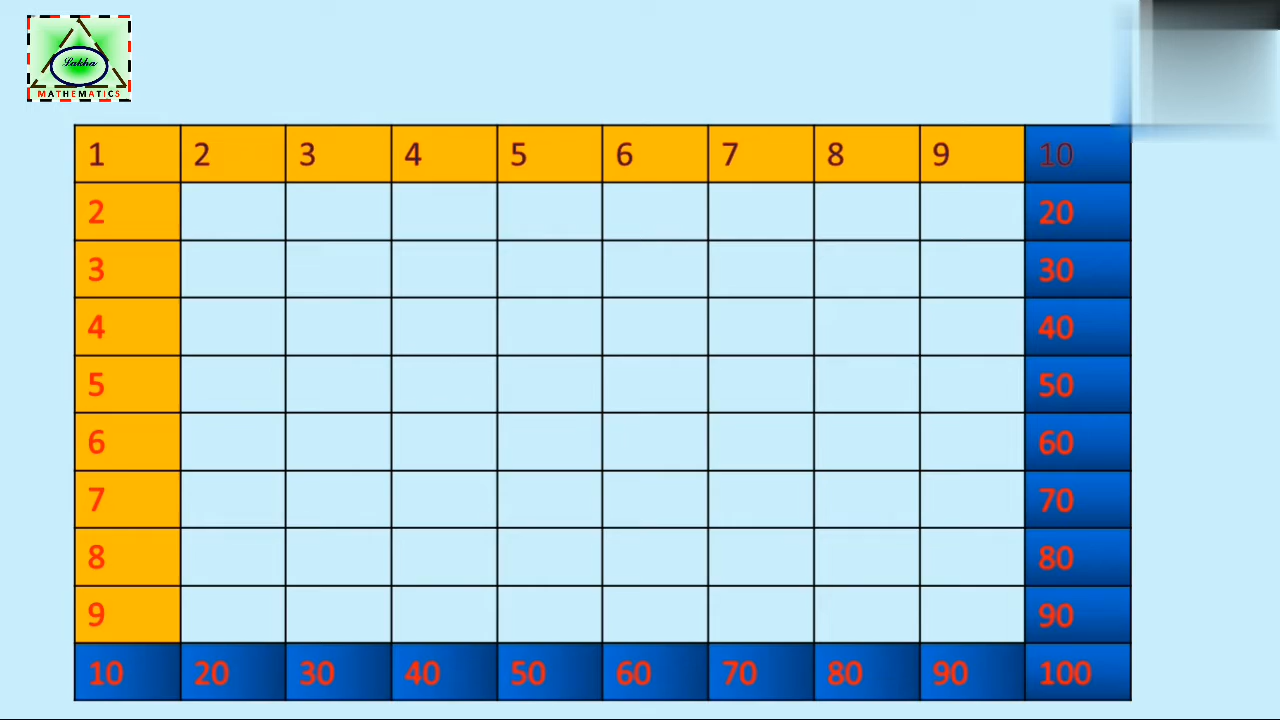 Lakha
MATHEMATICS
1 2 3 4 5 6 7 8 9 10
2 20
3 30
4 40
5 50
6 60
7 70
8 80
9 90
10 20 30 40 50 60 70 80 90 100